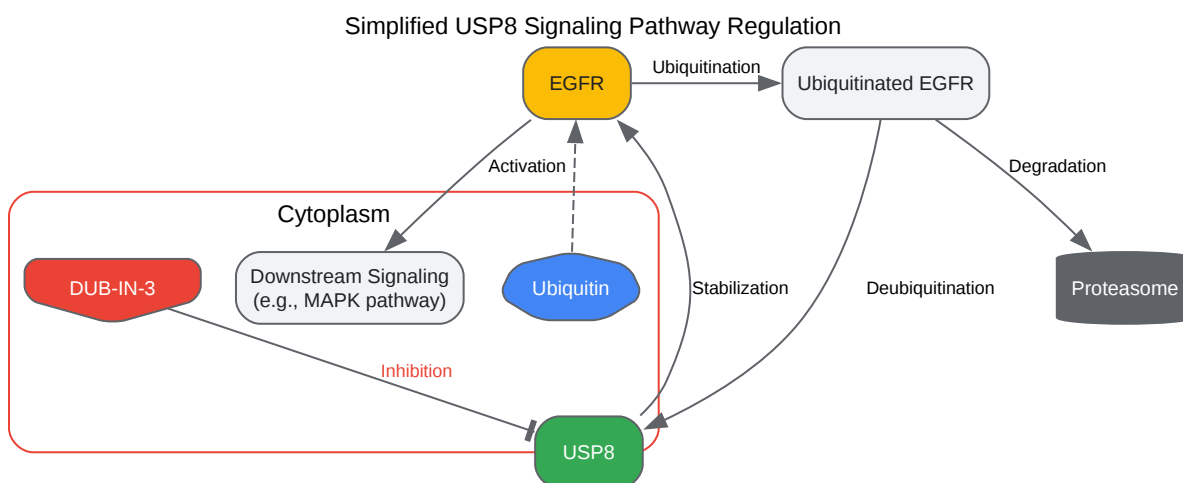 Simplified USP8 Signaling Pathway Regulation
EGFR
Ubiquitination
Ubiquitinated EGFR
Activation
Degradation
Cytoplasm
DUB-IN-3
Downstream Signaling
(e.g., MAPK pathway)
Ubiquitin
Stabilization
Deubiquitination
Proteasome
Inhibition
USP8